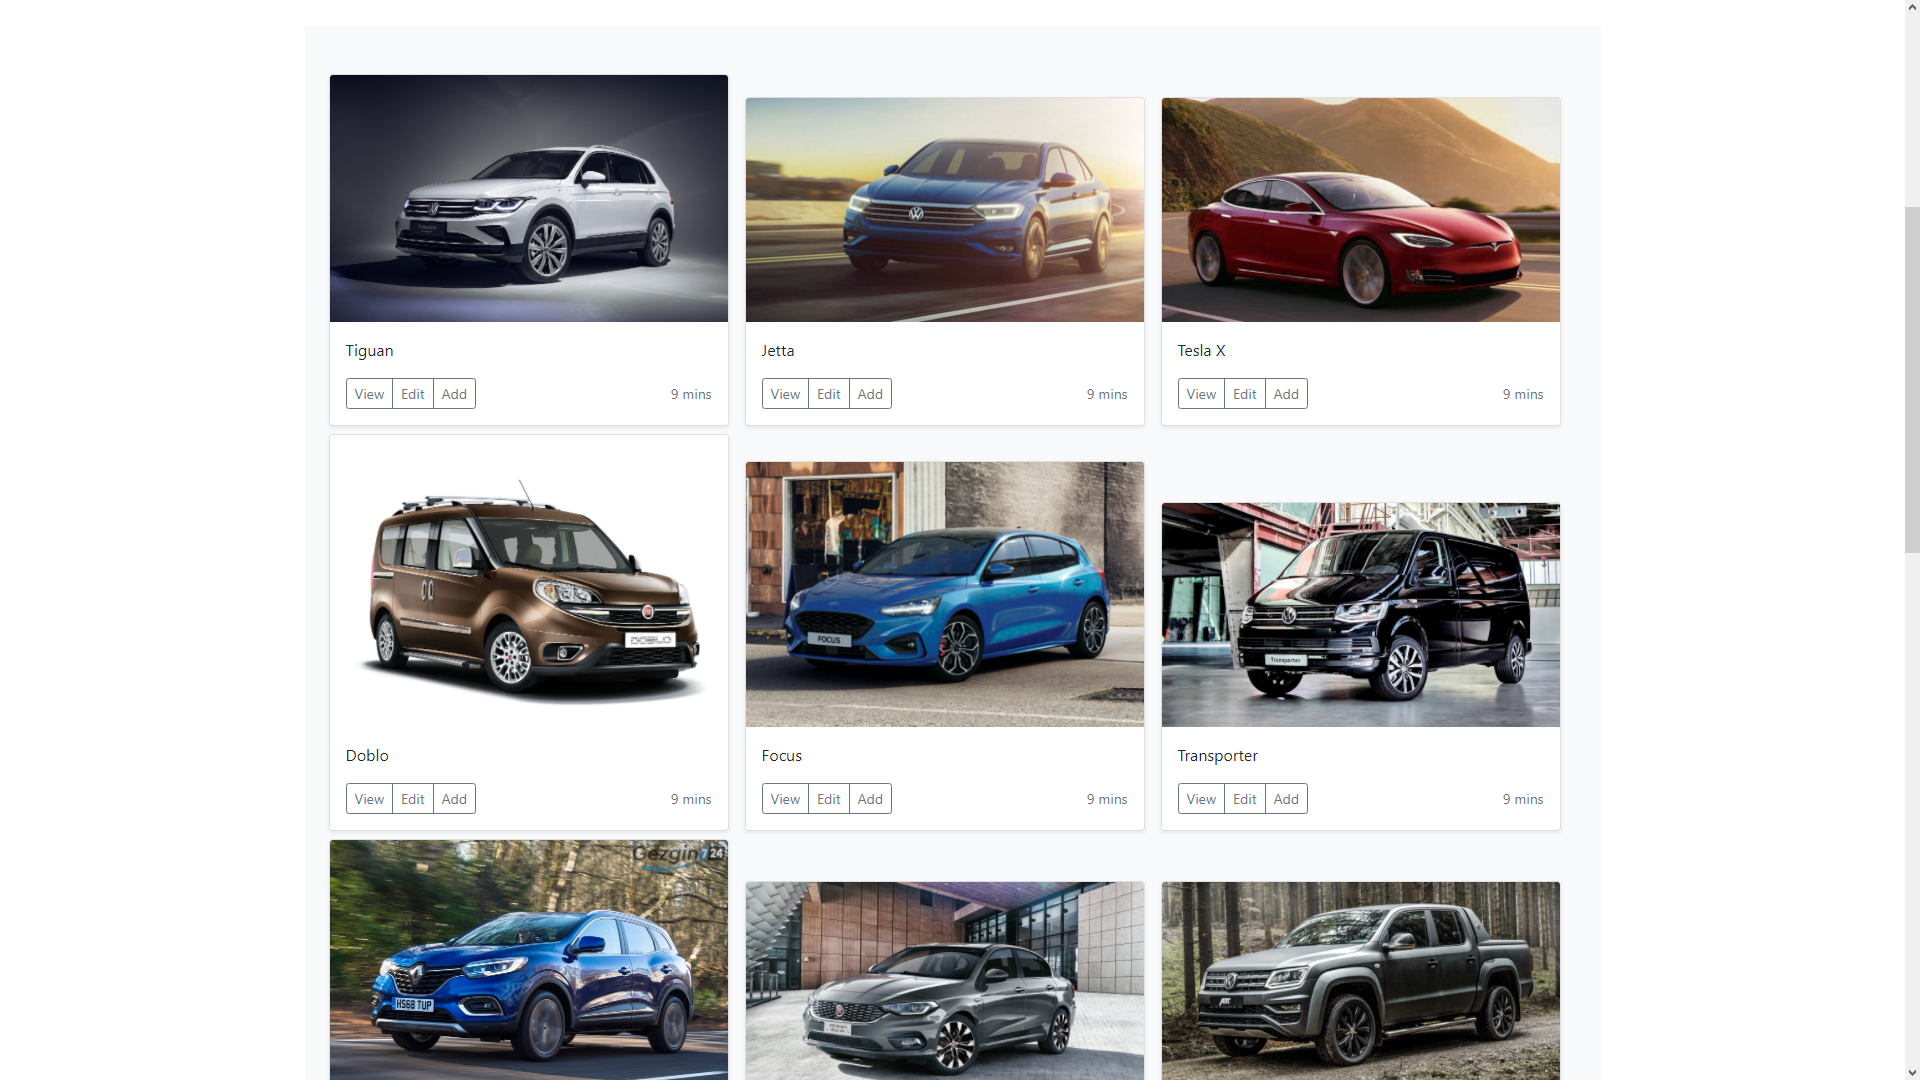 Tiguan
View Edit Add 9 mins
Jetta
View Edit Add 9 mins
Tesla X
View Edit Add 9 mins
DOBLO
Doblo
View Edit Add 9 mins
FOCUS
Focus
View Edit Add 9 mins
Transporter
Transporter
View Edit Add 9 mins
Gezgin 724
HS68 TUP